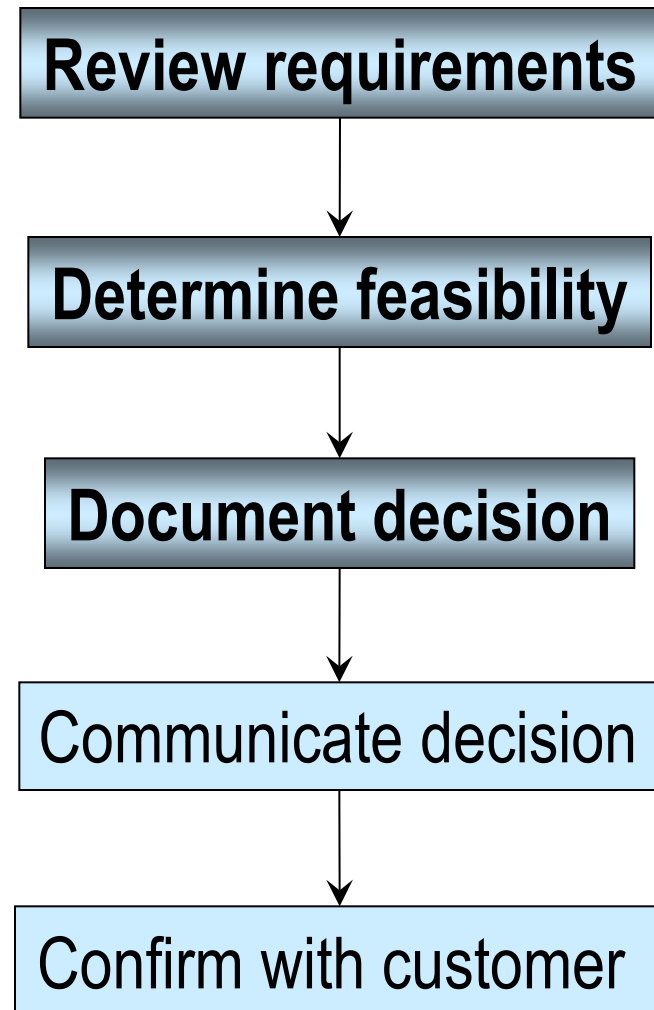 Review requirements
Determine feasibility
Document decision
Communicate decision
Confirm with customer